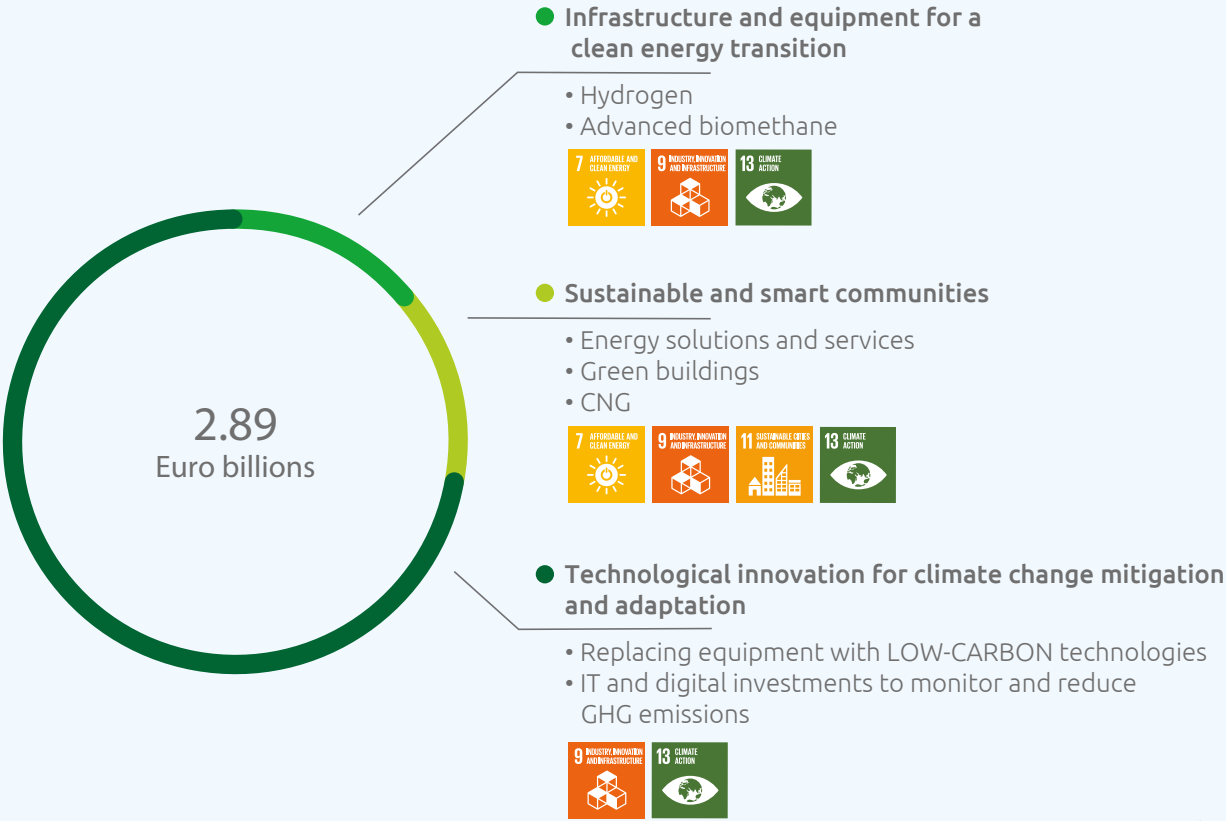 Infrastructure and equipment for a
clean energy transition
• Hydrogen
• Advanced biomethane
7 AFFORDABLE AND
CLEAN ENERGY
9 INDUSTRY, INNOVATION
AND INFRASTRUCTURE
13 CLIMATE
ACTION
Sustainable and smart communities
• Energy solutions and services
• Green buildings
• CNG
7 AFFORDABLE AND
CLEAN ENERGY
9 INDUSTRY, INNOVATION
AND INFRASTRUCTURE
11 SUSTAINABLE CITIES
AND COMMUNITIES
13 CLIMATE
ACTION
2.89
Euro billions
Technological innovation for climate change mitigation
and adaptation
• Replacing equipment with LOW-CARBON technologies
• IT and digital investments to monitor and reduce
GHG emissions
9 INDUSTRY, INNOVATION
AND INFRASTRUCTURE
13 CLIMATE
ACTION